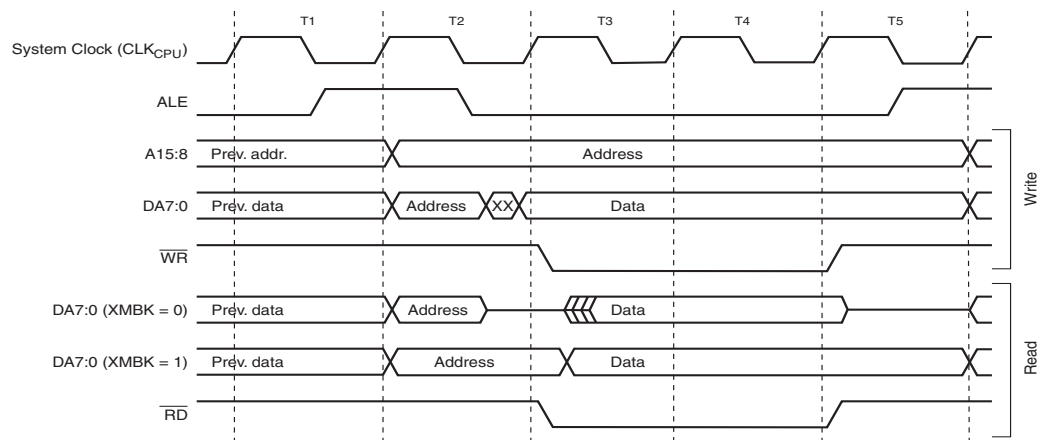 T1 T2 T3 T4 T5
System Clock (CLKCPU)
ALE
A15:8 Prev. addr. Address
DA7:0 Prev. data Address XX Data
WR
Write
DA7:0 (XMBK = 0) Prev. data Address Data
DA7:0 (XMBK = 1) Prev. data Address Data
RD
Read